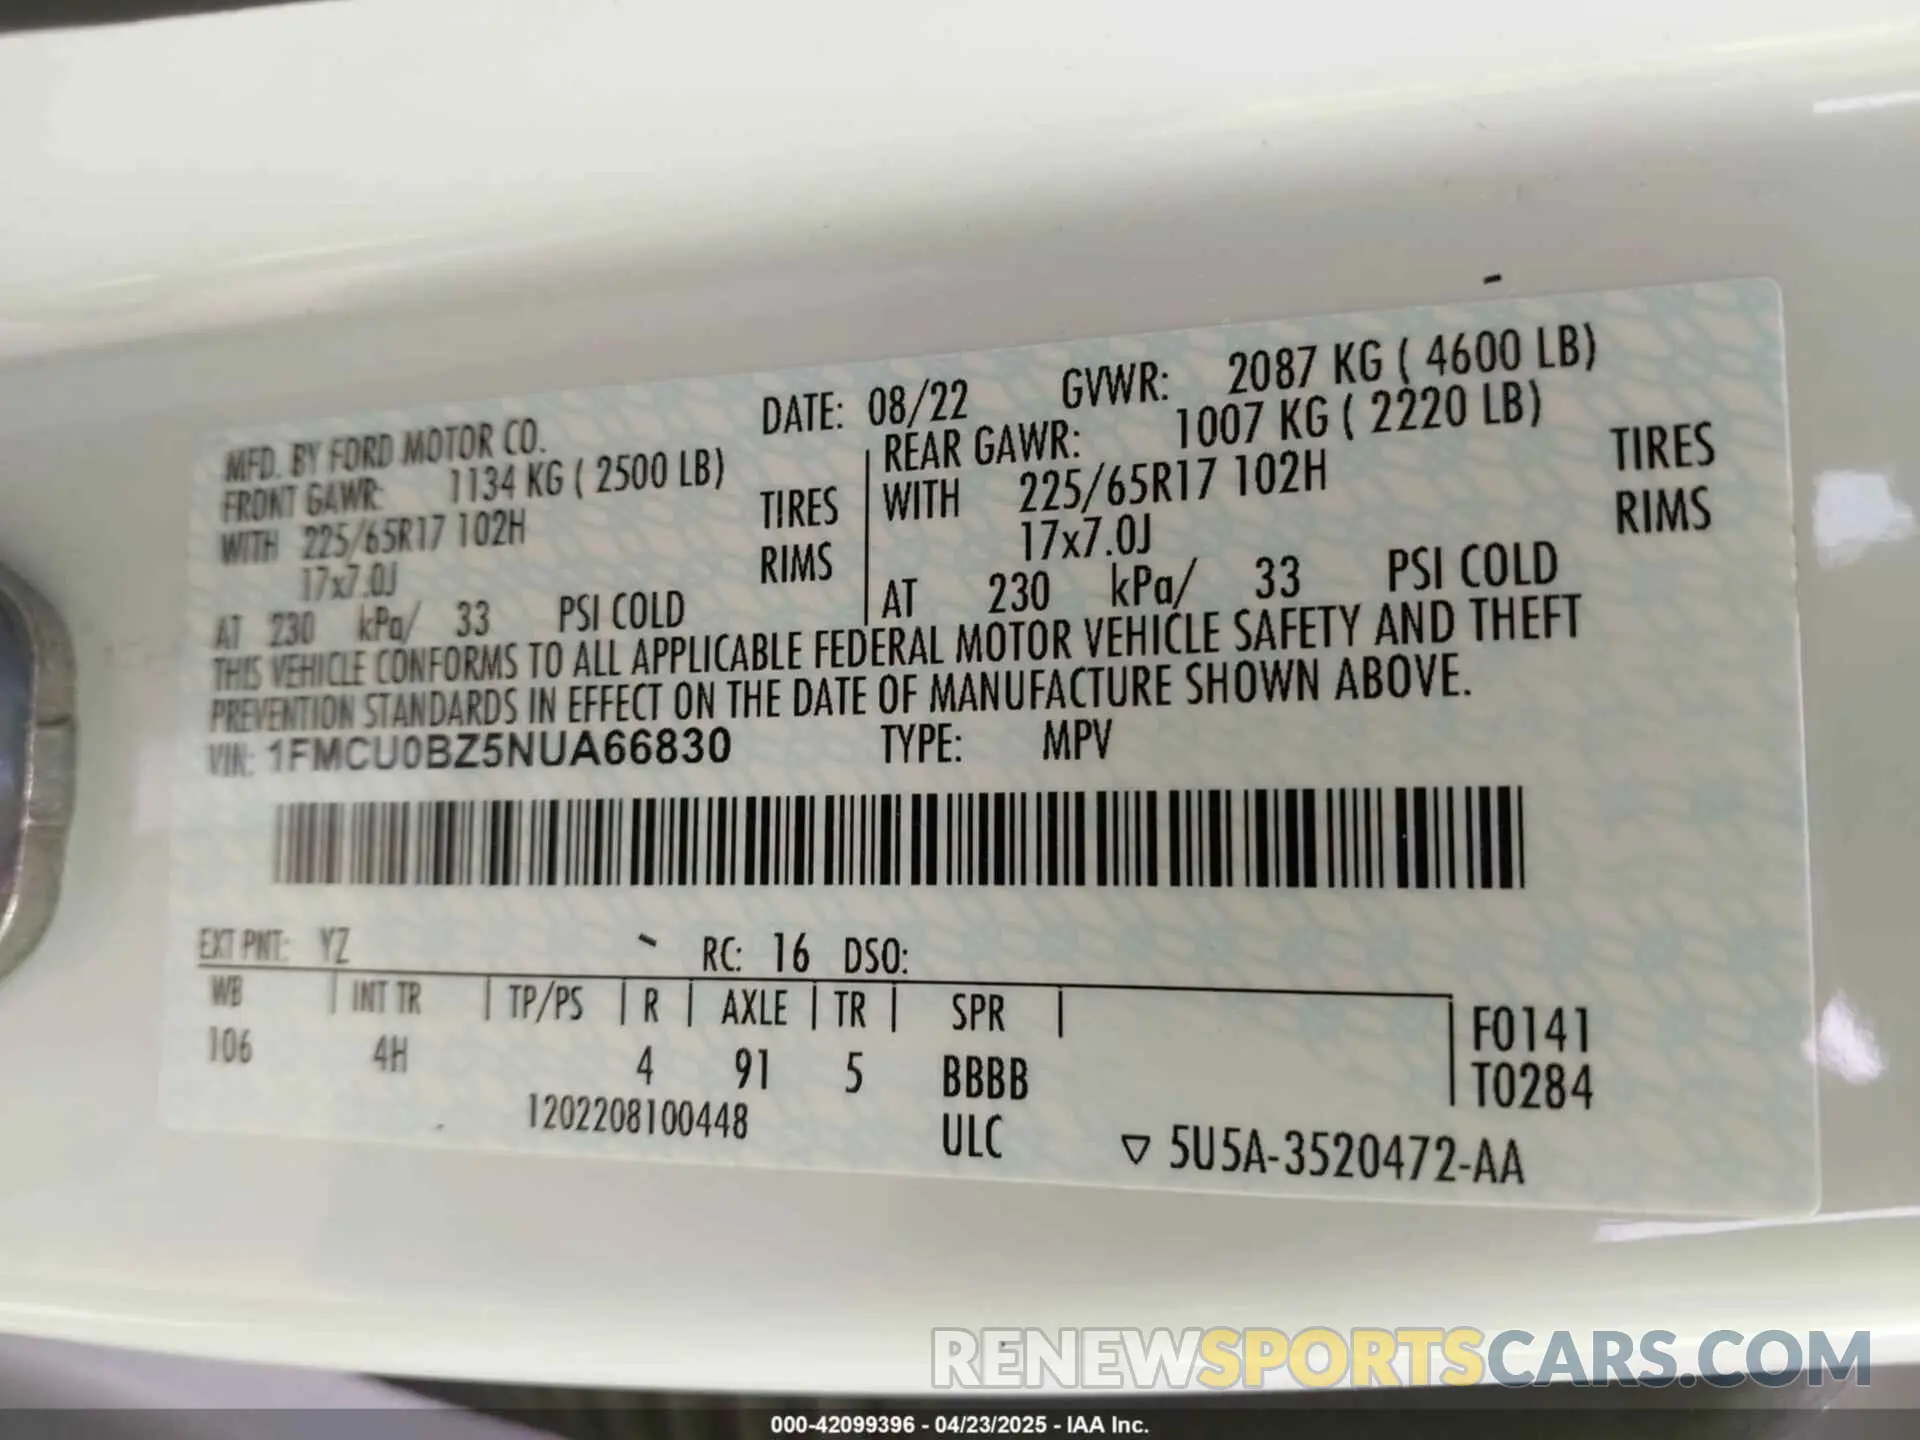 MFD. BY FORD MOTOR CO. DATE: 08/22 GVWR: 2087 KG ( 4600 LB)
FRONT GAWR: 1134 KG ( 2500 LB) REAR GAWR: 1007 KG ( 2220 LB)
WITH 225/65R17 102H TIRES WITH 225/65R17 102H TIRES
17x7.0J RIMS 17x7.0J RIMS
AT 230 kPa/ 33 PSI COLD AT 230 kPa/ 33 PSI COLD
THIS VEHICLE CONFORMS TO ALL APPLICABLE FEDERAL MOTOR VEHICLE SAFETY AND THEFT
PREVENTION STANDARDS IN EFFECT ON THE DATE OF MANUFACTURE SHOWN ABOVE.
VIN: 1FMCU0BZ5NUA66830 TYPE: MPV
EXT PNT: YZ RC: 16 DSO:
WB INT TR TP/PS R AXLE TR SPR F0141
106 4H 4 91 5 BBBB T0284
1202208100448 ULC ▽ 5U5A-3520472-AA
RENEWSPORTSCARS.COM
000-42099396 - 04/23/2025 - IAA Inc.